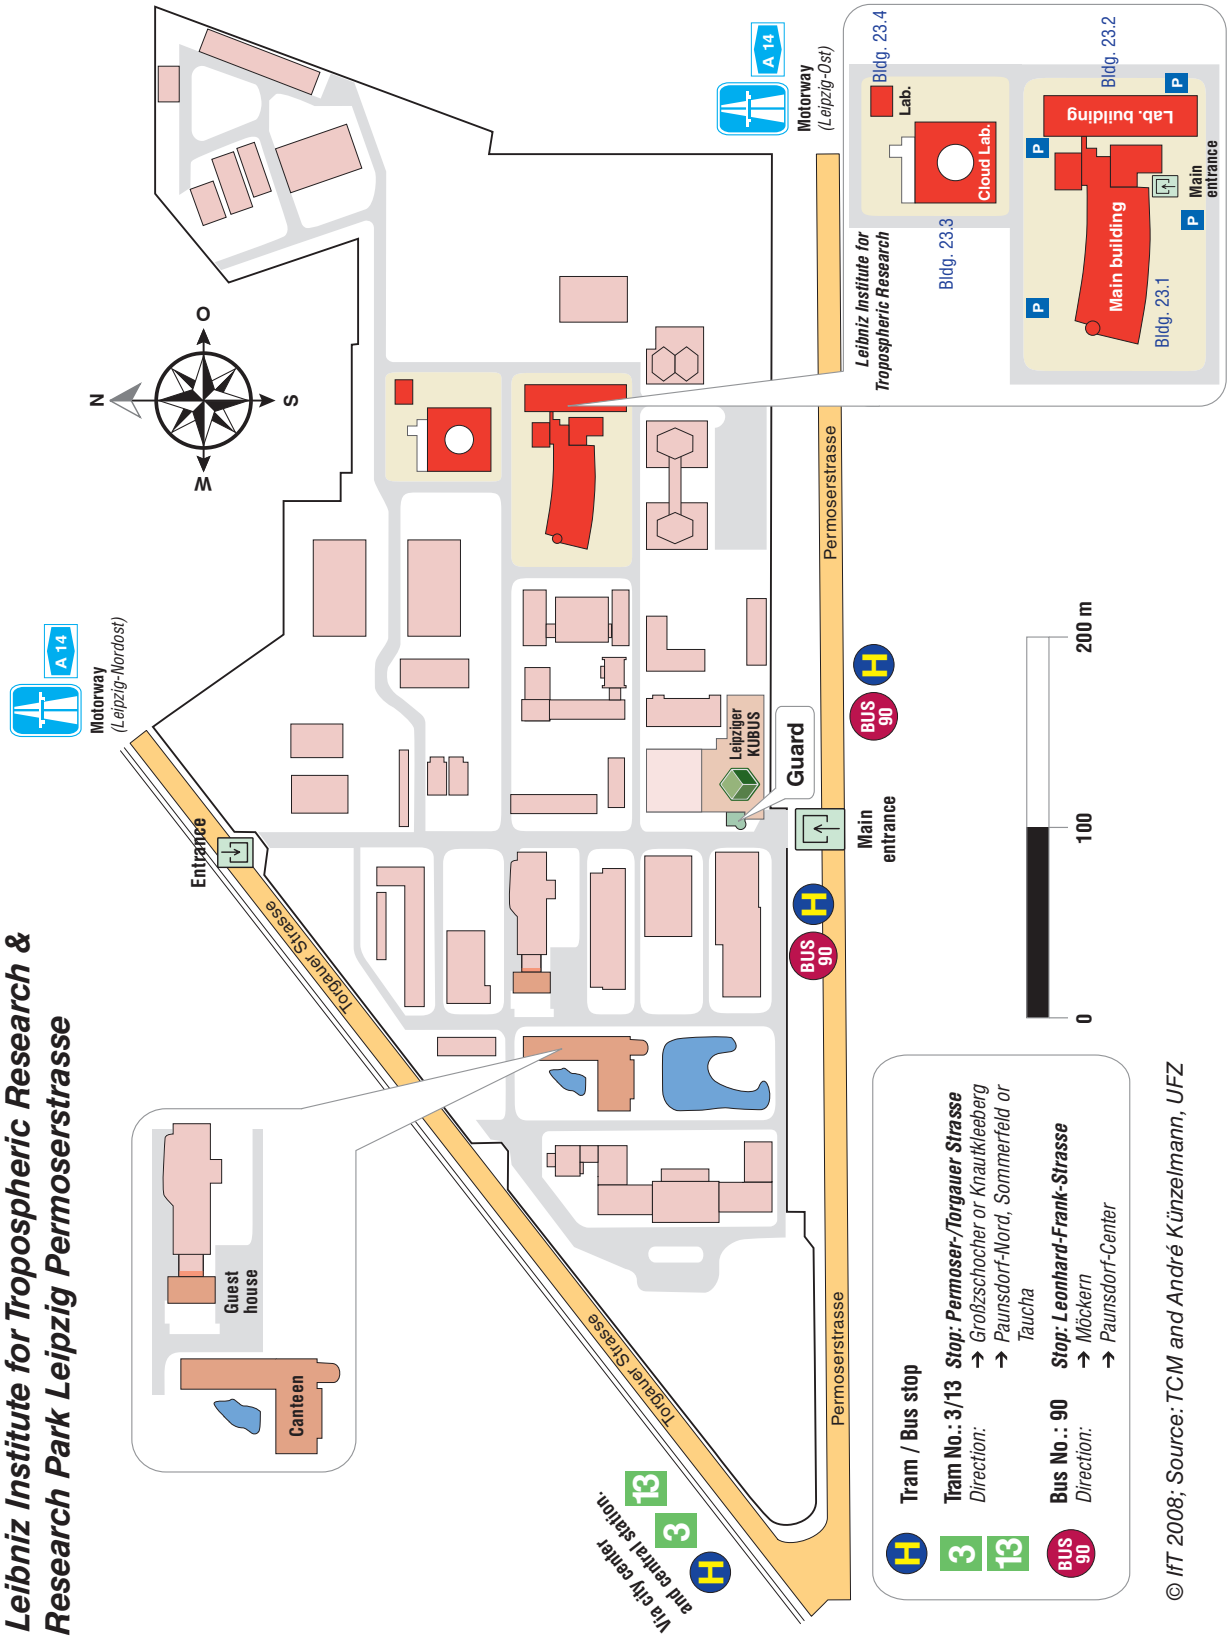 Leibniz Institute for Tropospheric Research &
Research Park Leipzig Permoserstrasse
A 14
Motorway
(Leipzig-Nordost)
N
O
S
W
A 14
Motorway
(Leipzig-Ost)
Entrance
Torgauer Strasse
Guest
house
Canteen
Leipziger
KUBUS
Guard
Main
entrance
BUS
90
H
BUS
90
H
Permoserstrasse
Permoserstrasse
Torgauer Strasse
Via city center
and central station.
H
3
13
Leibniz Institute for
Tropospheric Research
Bldg. 23.4
Lab.
Cloud Lab.
Bldg. 23.3
Bldg. 23.2
Lab. building
P
P
P
P
Main
entrance
Main building
Bldg. 23.1
0
100
200 m
H
Tram / Bus stop
3
13
Tram No.: 3/13 Stop: Permoser-/Torgauer Strasse
Direction: ➔ Großzschocher or Knautkleeberg
➔ Paunsdorf-Nord, Sommerfeld or
Taucha
BUS
90
Bus No.: 90 Stop: Leonhard-Frank-Strasse
Direction: ➔ Möckern
➔ Paunsdorf-Center
© IfT 2008; Source: TCM and André Künzelmann, UFZ